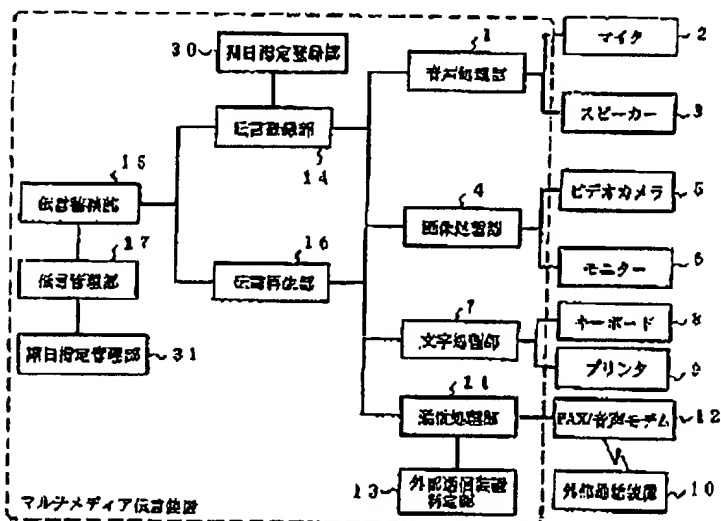 30
期日指定登録部
1
音声処理部
マイク
2
スピーカー
3
伝言登録部
14
15
伝言蓄積部
4
画像処理部
ビデオカメラ
5
モニター
6
17
伝言管理部
16
伝言再生部
7
文字処理部
キーボード
8
プリンタ
9
期日指定管理部
31
11
通信処理部
FAX/音声モデム
12
13
外部通信装置
判定部
外部通信装置
10
マルチメディア伝言装置